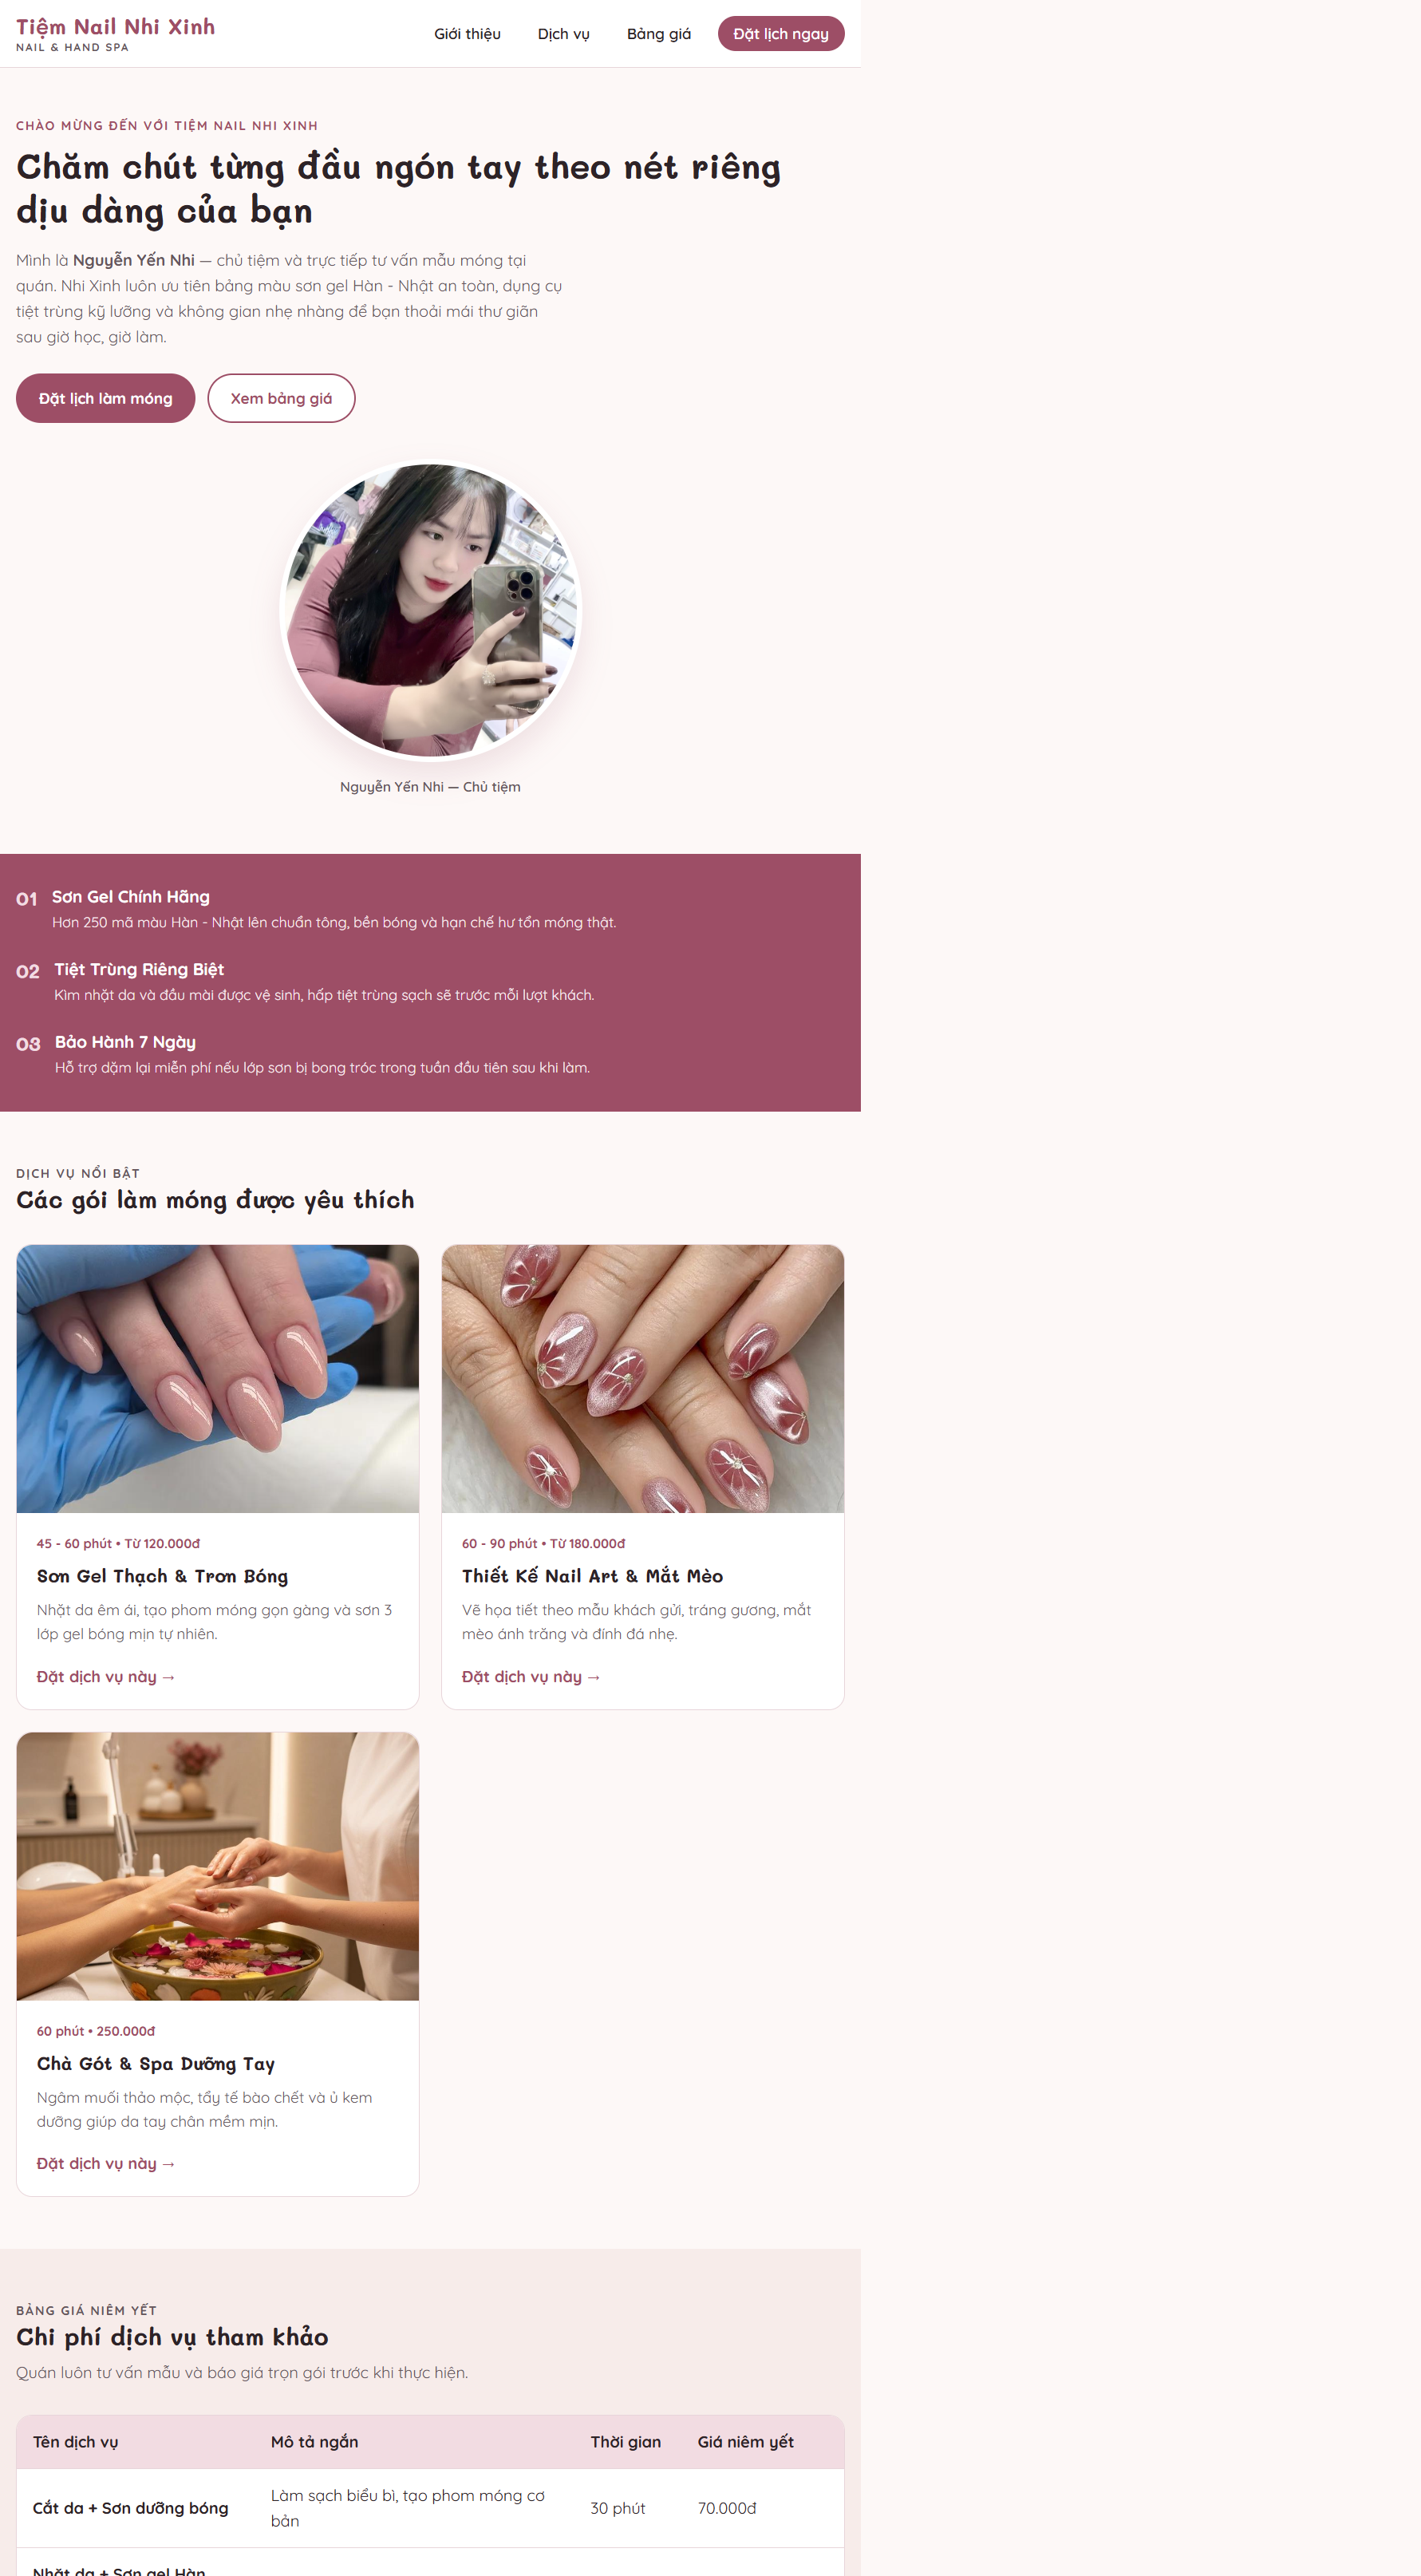 Tiệm Nail Nhi Xinh
NAIL & HAND SPA
Giới thiệu
Dịch vụ
Bảng giá
Đặt lịch ngay
CHÀO MỪNG ĐẾN VỚI TIỆM NAIL NHI XINH
Chăm chút từng đầu ngón tay theo nét riêng
dịu dàng của bạn
Mình là Nguyễn Yến Nhi — chủ tiệm và trực tiếp tư vấn mẫu móng tại
quán. Nhi Xinh luôn ưu tiên bảng màu sơn gel Hàn - Nhật an toàn, dụng cụ
tiệt trùng kỹ lưỡng và không gian nhẹ nhàng để bạn thoải mái thư giãn
sau giờ học, giờ làm.
Đặt lịch làm móng
Xem bảng giá
Nguyễn Yến Nhi — Chủ tiệm
01
Sơn Gel Chính Hãng
Hơn 250 mã màu Hàn - Nhật lên chuẩn tông, bền bóng và hạn chế hư tổn móng thật.
02
Tiệt Trùng Riêng Biệt
Kìm nhặt da và đầu mài được vệ sinh, hấp tiệt trùng sạch sẽ trước mỗi lượt khách.
03
Bảo Hành 7 Ngày
Hỗ trợ dặm lại miễn phí nếu lớp sơn bị bong tróc trong tuần đầu tiên sau khi làm.
DỊCH VỤ NỔI BẬT
Các gói làm móng được yêu thích
45 - 60 phút • Từ 120.000đ
Sơn Gel Thạch & Trơn Bóng
Nhặt da êm ái, tạo phom móng gọn gàng và sơn 3
lớp gel bóng mịn tự nhiên.
Đặt dịch vụ này →
60 - 90 phút • Từ 180.000đ
Thiết Kế Nail Art & Mắt Mèo
Vẽ họa tiết theo mẫu khách gửi, tráng gương, mắt
mèo ánh trăng và đính đá nhẹ.
Đặt dịch vụ này →
60 phút • 250.000đ
Chà Gót & Spa Dưỡng Tay
Ngâm muối thảo mộc, tẩy tế bào chết và ủ kem
dưỡng giúp da tay chân mềm mịn.
Đặt dịch vụ này →
BẢNG GIÁ NIÊM YẾT
Chi phí dịch vụ tham khảo
Quán luôn tư vấn mẫu và báo giá trọn gói trước khi thực hiện.
Tên dịch vụ
Mô tả ngắn
Thời gian
Giá niêm yết
Cắt da + Sơn dưỡng bóng
Làm sạch biểu bì, tạo phom móng cơ
bản
30 phút
70.000đ
Nhặt da + Sơn gel Hàn